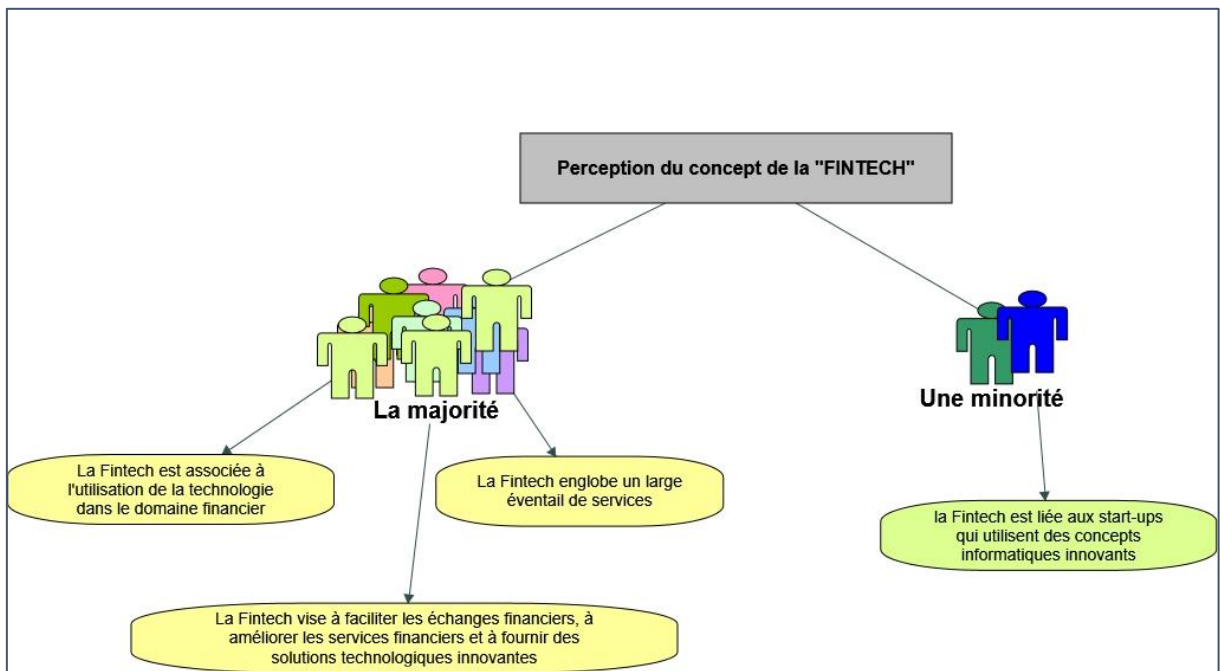 Perception du concept de la "FINTECH"
La majorité
Une minorité
La Fintech est associée à
l'utilisation de la technologie
dans le domaine financier
La Fintech englobe un large
éventail de services
la Fintech est liée aux start-ups
qui utilisent des concepts
informatiques innovants
La Fintech vise à faciliter les échanges financiers, à
améliorer les services financiers et à fournir des
solutions technologiques innovantes